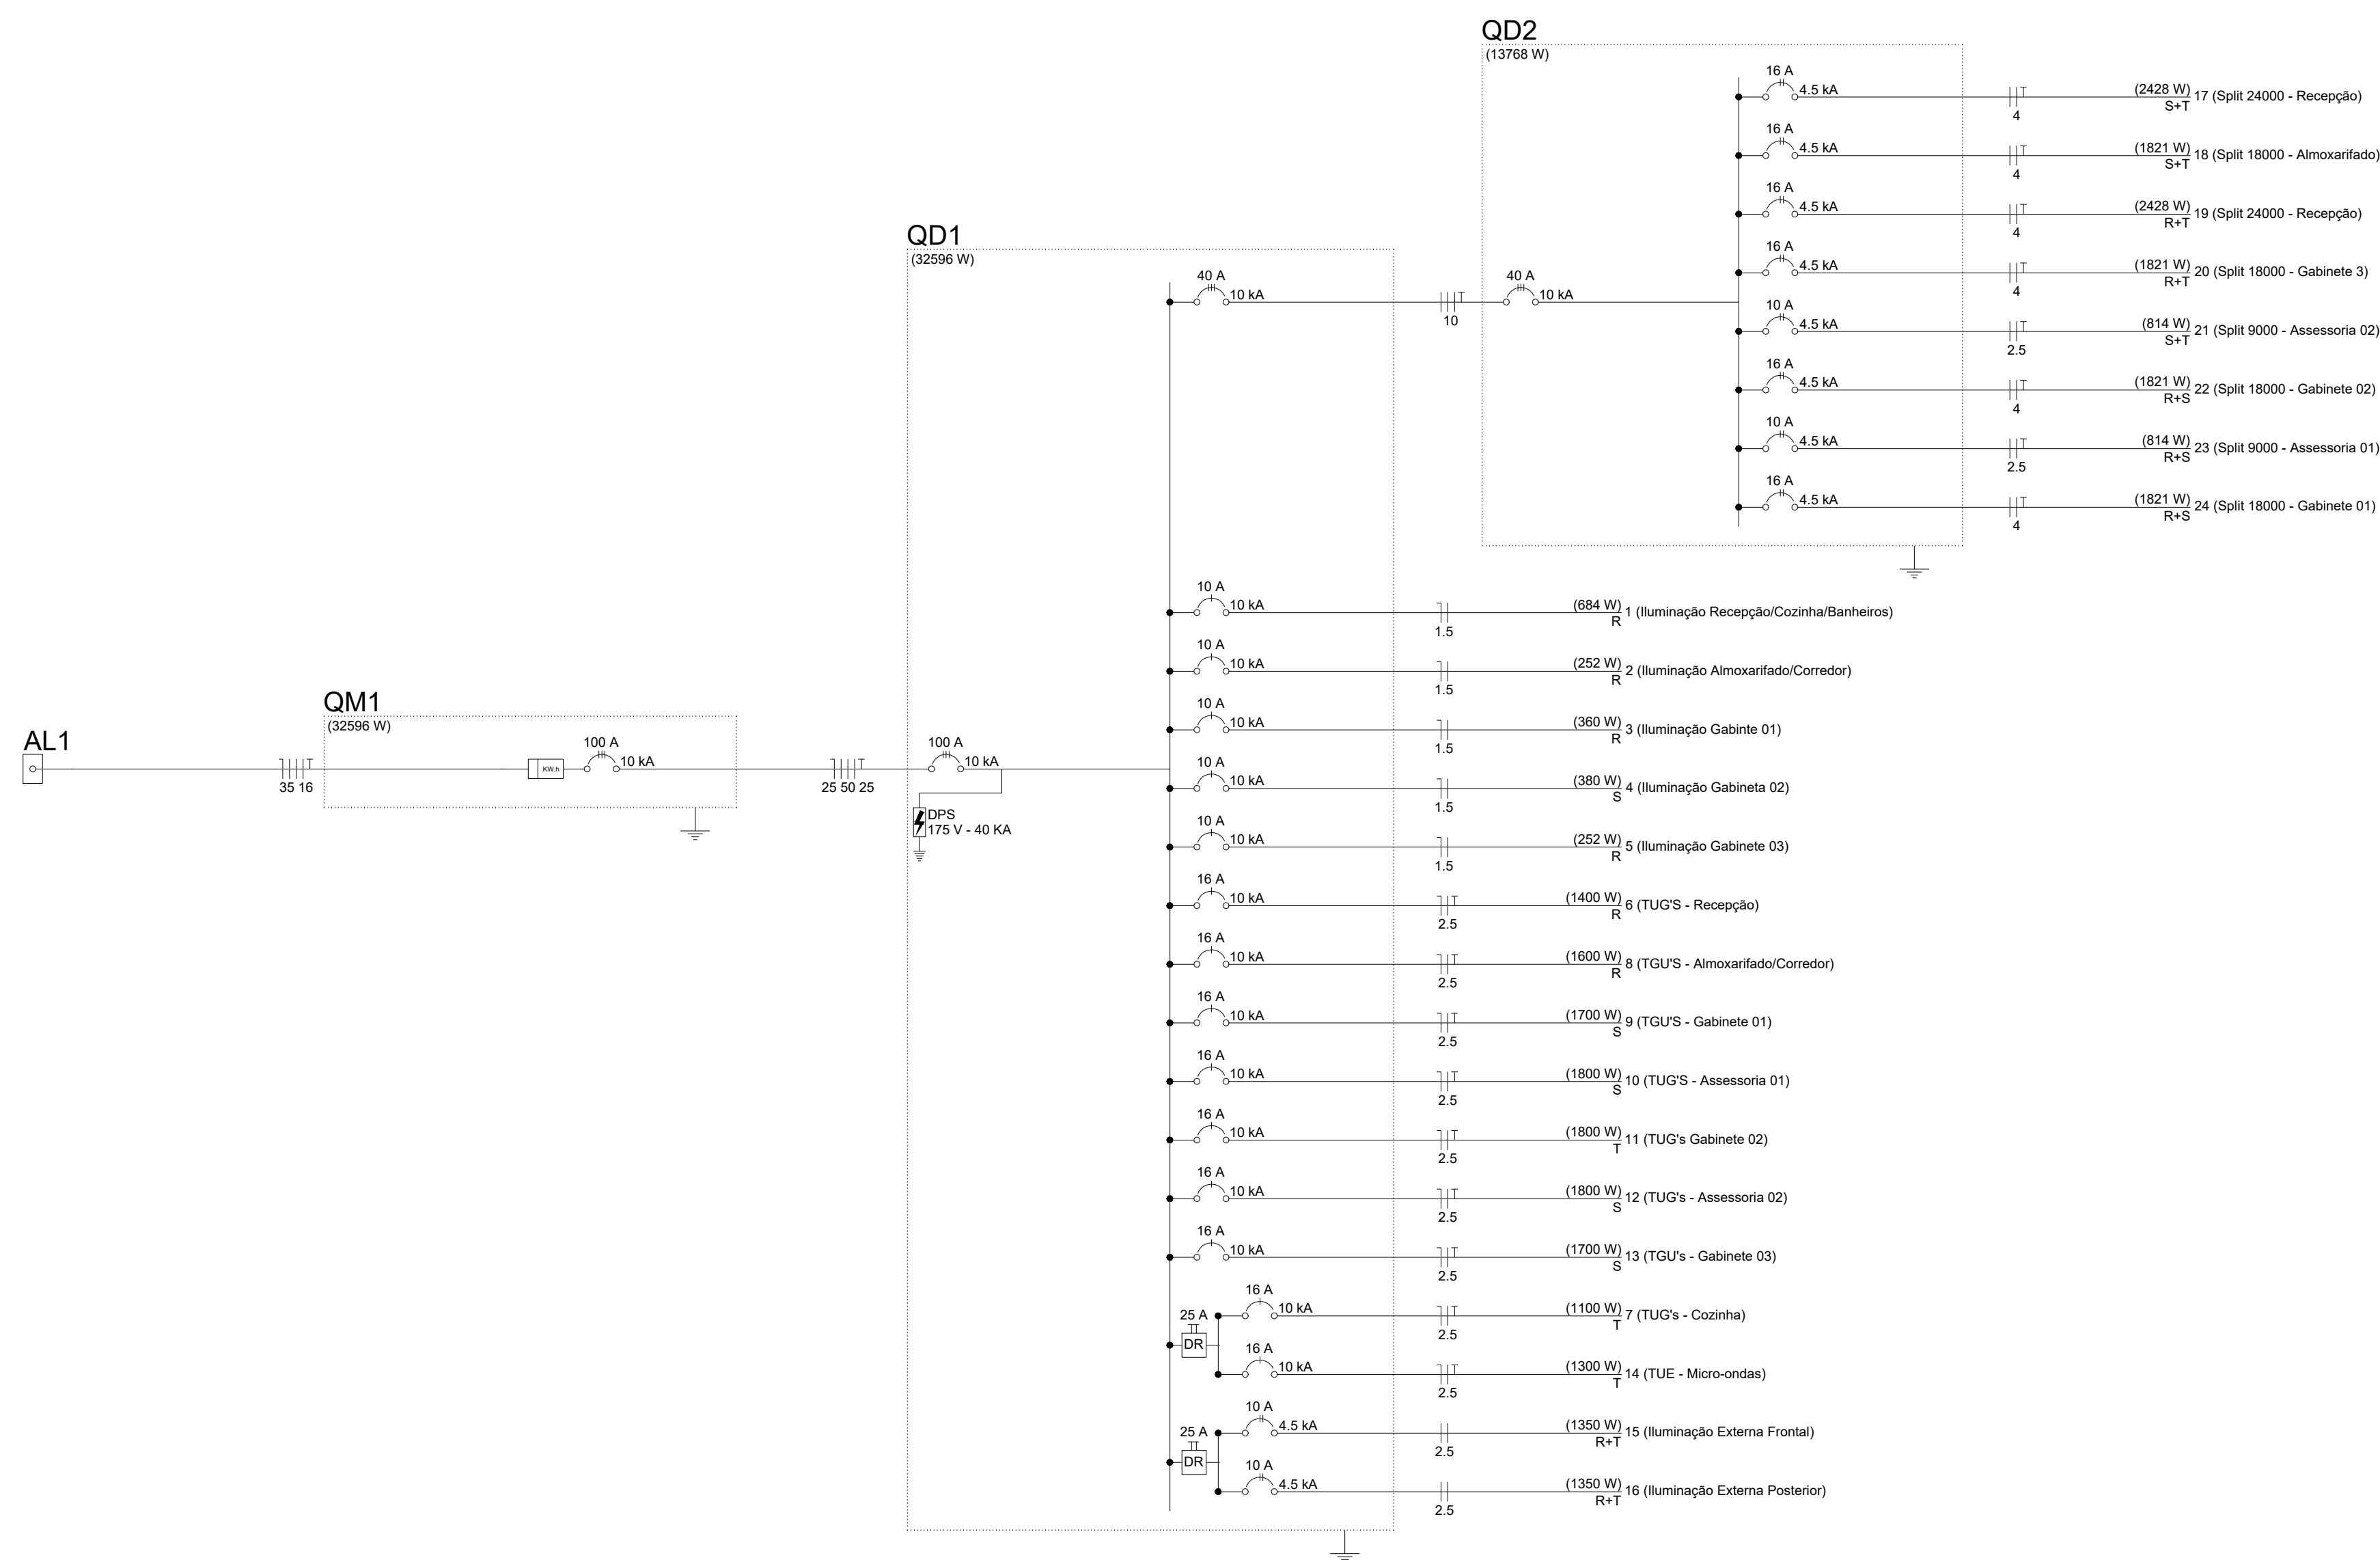 QD2
(13768 W)
16 A
4.5 kA
4
(2428 W)
S+T
17 (Split 24000 - Recepção)
16 A
4.5 kA
4
(1821 W)
S+T
18 (Split 18000 - Almoxarifado)
16 A
4.5 kA
4
(2428 W)
R+T
19 (Split 24000 - Recepção)
16 A
4.5 kA
4
(1821 W)
R+T
20 (Split 18000 - Gabinete 3)
10 A
4.5 kA
2.5
(814 W)
S+T
21 (Split 9000 - Assessoria 02)
16 A
4.5 kA
4
(1821 W)
R+S
22 (Split 18000 - Gabinete 02)
10 A
4.5 kA
2.5
(814 W)
R+S
23 (Split 9000 - Assessoria 01)
16 A
4.5 kA
4
(1821 W)
R+S
24 (Split 18000 - Gabinete 01)
QD1
(32596 W)
40 A
10 kA
T
10
40 A
10 kA
10 A
10 kA
1.5
(684 W)
R
1 (Iluminação Recepção/Cozinha/Banheiros)
10 A
10 kA
1.5
(252 W)
R
2 (Iluminação Almoxarifado/Corredor)
10 A
10 kA
1.5
(360 W)
R
3 (Iluminação Gabinte 01)
10 A
10 kA
1.5
(380 W)
S
4 (Iluminação Gabineta 02)
10 A
10 kA
1.5
(252 W)
R
5 (Iluminação Gabinete 03)
16 A
10 kA
2.5
(1400 W)
R
6 (TUG'S - Recepção)
16 A
10 kA
2.5
(1600 W)
R
8 (TGU'S - Almoxarifado/Corredor)
16 A
10 kA
2.5
(1700 W)
S
9 (TGU'S - Gabinete 01)
16 A
10 kA
2.5
(1800 W)
S
10 (TUG'S - Assessoria 01)
16 A
10 kA
2.5
(1800 W)
T
11 (TUG's Gabinete 02)
16 A
10 kA
2.5
(1800 W)
S
12 (TUG's - Assessoria 02)
16 A
10 kA
2.5
(1700 W)
S
13 (TGU's - Gabinete 03)
25 A
DR
16 A
10 kA
2.5
(1100 W)
T
7 (TUG's - Cozinha)
16 A
10 kA
2.5
(1300 W)
T
14 (TUE - Micro-ondas)
25 A
DR
10 A
4.5 kA
2.5
(1350 W)
R+T
15 (Iluminação Externa Frontal)
10 A
4.5 kA
2.5
(1350 W)
R+T
16 (Iluminação Externa Posterior)
AL1
35 16
QM1
(32596 W)
KW.h
100 A
10 kA
25 50 25
100 A
10 kA
DPS
175 V - 40 KA